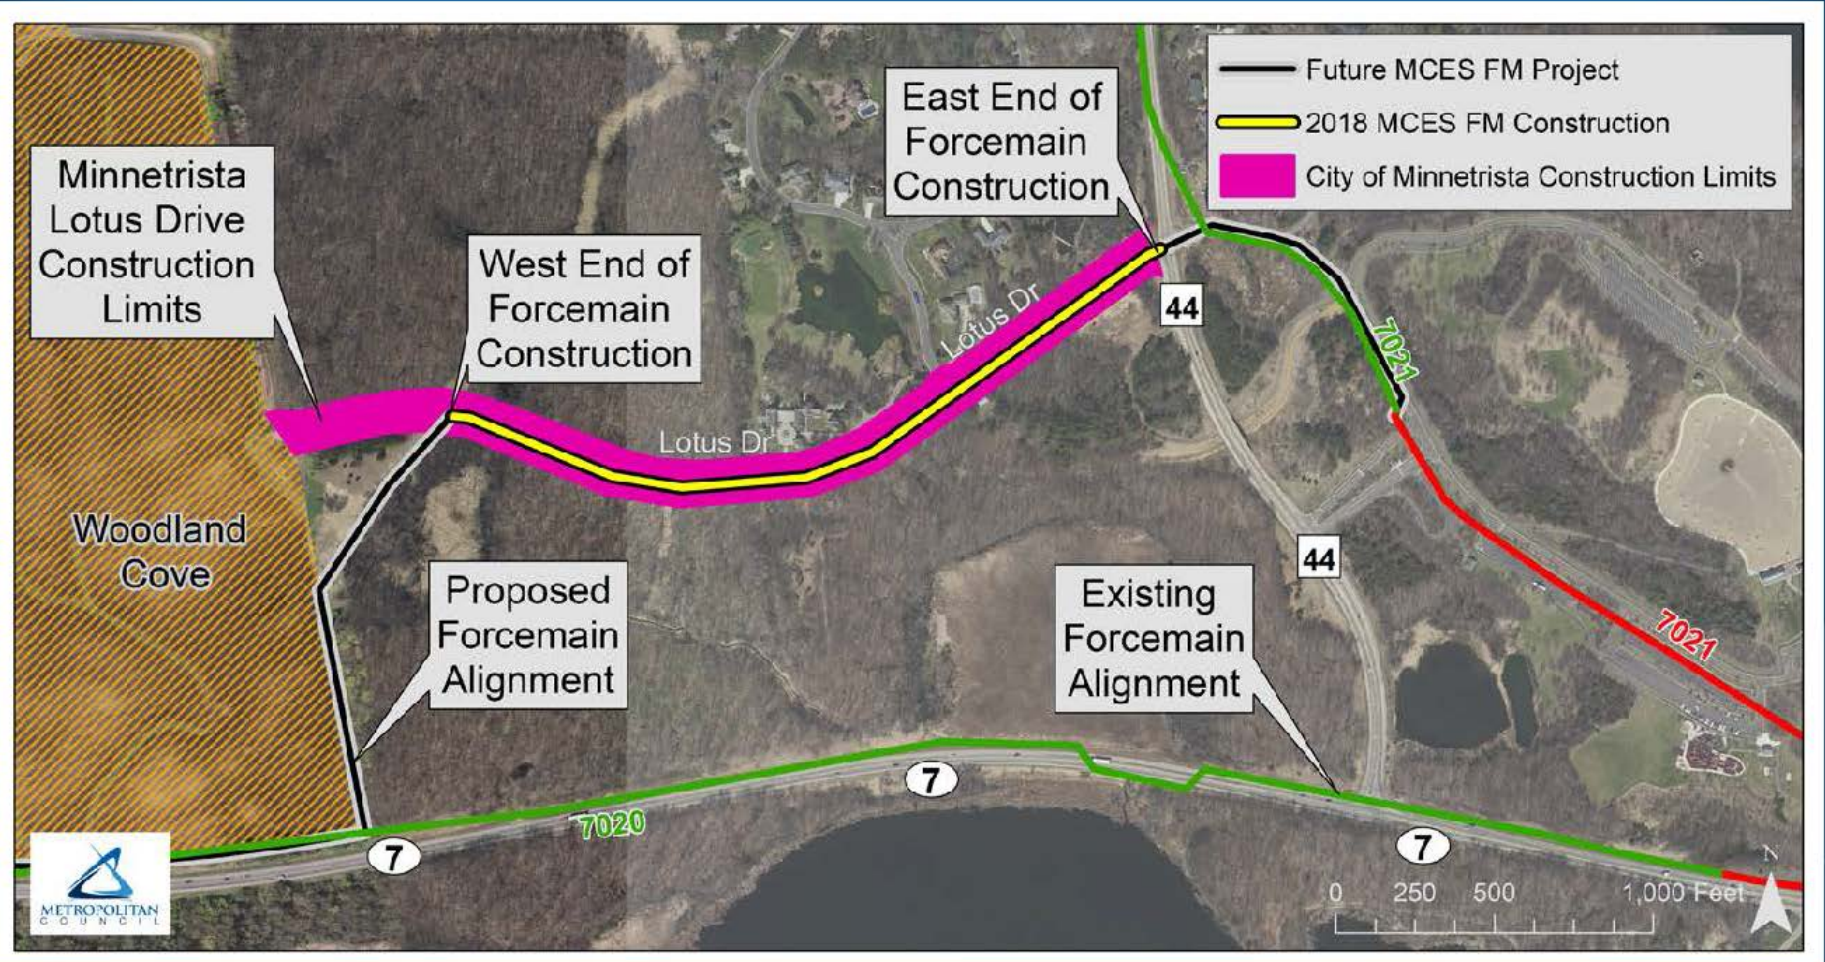 Future MCES FM Project
2018 MCES FM Construction
City of Minnetrista Construction Limits
East End of
Forcemain
Construction
Minnetrista
Lotus Drive
Construction
Limits
West End of
Forcemain
Construction
Lotus Dr
44
7021
Lotus Dr
Woodland
Cove
44
Proposed
Forcemain
Alignment
Existing
Forcemain
Alignment
7021
7
7020
7
7
METROPOLITAN
COUNCIL
0 250 500 1,000 Feet
N